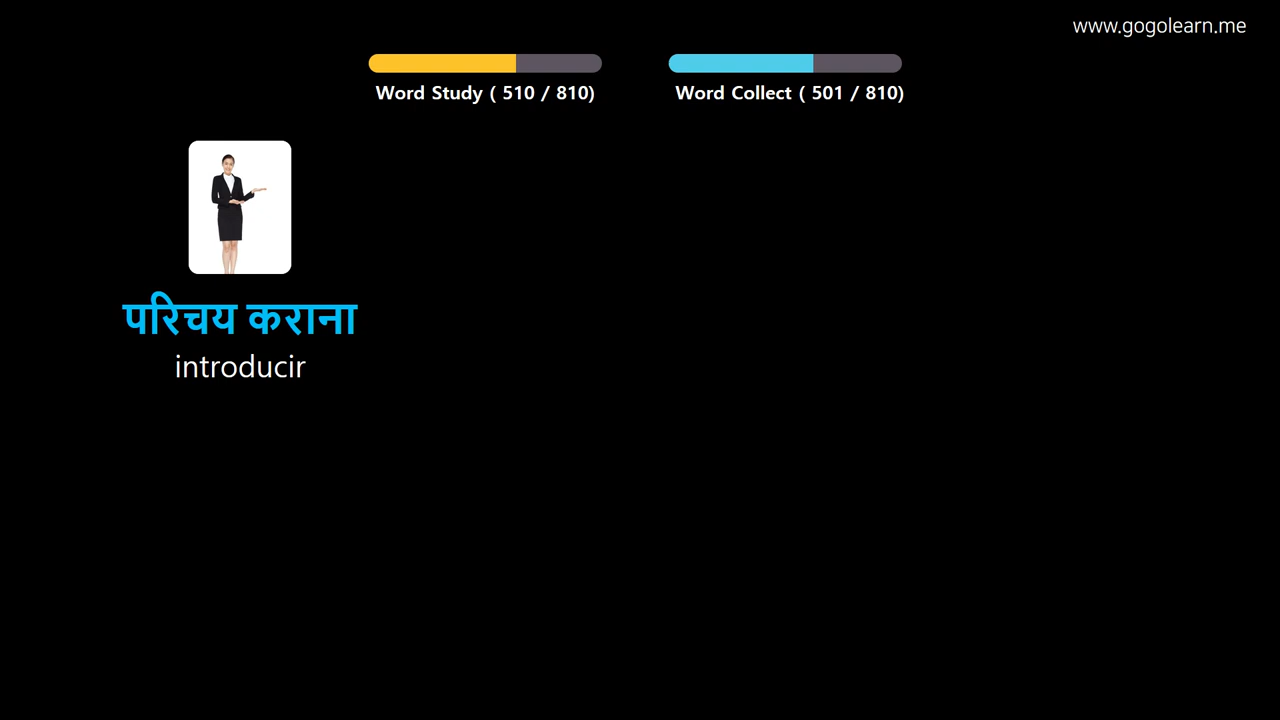 www.gogolearn.me
Word Study ( 510 / 810)
Word Collect ( 501 / 810)
परिचय कराना
introducir